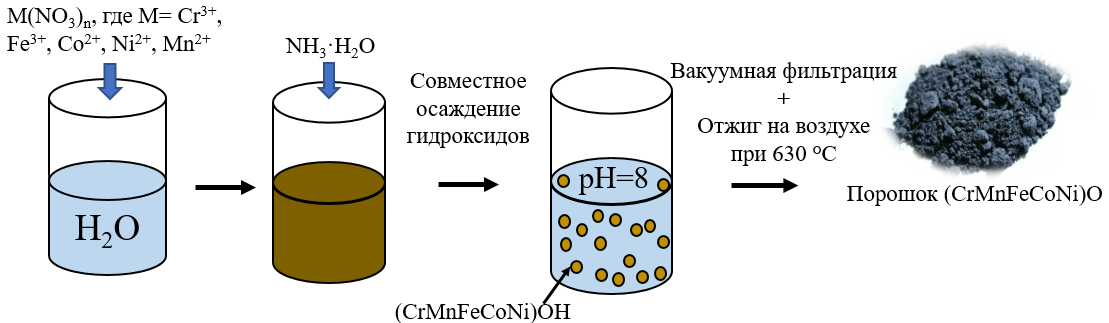 M(NO₃)ₙ, где M= Cr³⁺,
Fe³⁺, Co²⁺, Ni²⁺, Mn²⁺
H₂O
NH₃·H₂O
Совместное
осаждение
гидроксидов
pH=8
(CrMnFeCoNi)OH
Вакуумная фильтрация
+
Отжиг на воздухе
при 630 °C
Порошок (CrMnFeCoNi)O